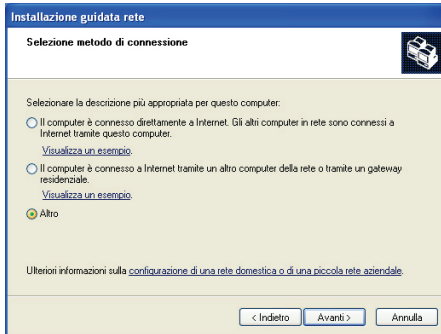 Installazione guidata rete
Selezione metodo di connessione
Selezionare la descrizione più appropriata per questo computer:
Il computer è connesso direttamente a Internet. Gli altri computer in rete sono connessi a
Internet tramite questo computer.
Visualizza un esempio.
Il computer è connesso a Internet tramite un altro computer della rete o tramite un gateway
residenziale.
Visualizza un esempio.
Altro
Ulteriori informazioni sulla configurazione di una rete domestica o di una piccola rete aziendale.
< Indietro Avanti > Annulla